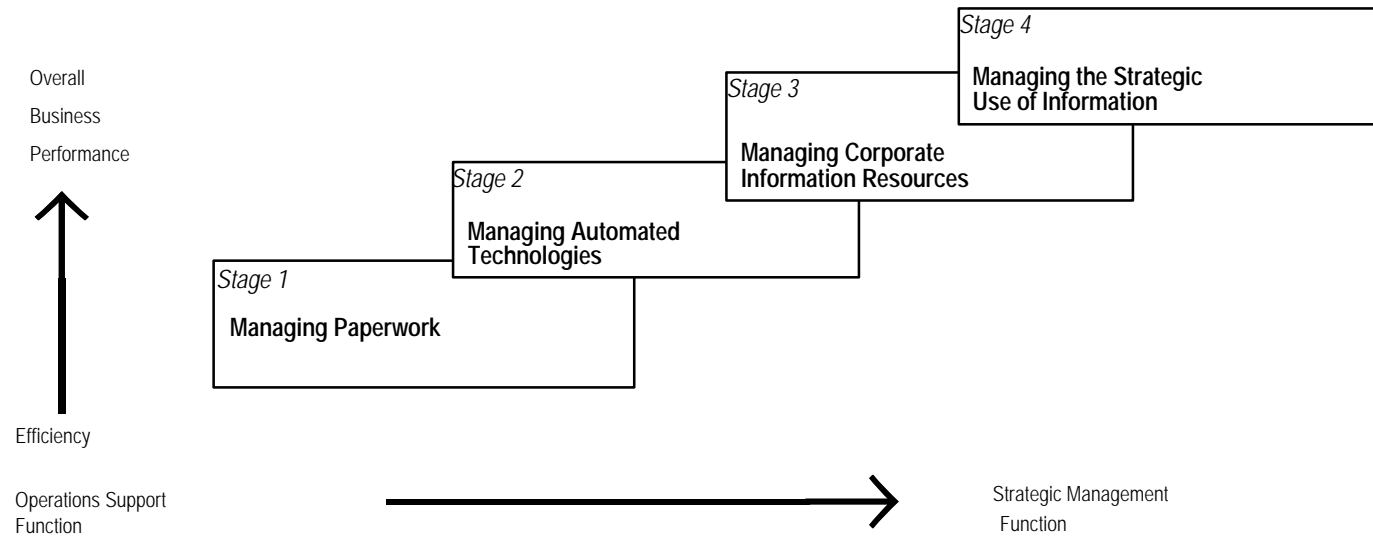 Stage 4
Managing the Strategic
Use of Information
Stage 3
Managing Corporate
Information Resources
Stage 2
Managing Automated
Technologies
Stage 1
Managing Paperwork
Overall
Business
Performance
Efficiency
Operations Support
Function
Strategic Management
Function